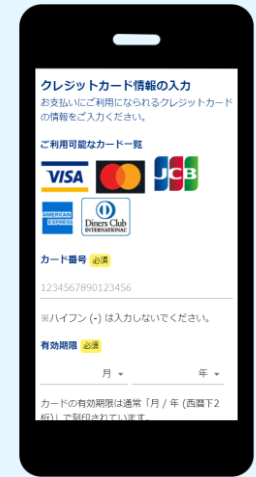 クレジットカード情報の入力
お支払いにご利用になられるクレジットカード
の情報をご入力ください。
ご利用可能なカード一覧
VISA
JCB
AMERICAN
EXPRESS
Diners Club
INTERNATIONAL
カード番号 必須
1234567890123456
※ハイフン (-) は入力しないでください。
有効期限 必須
月 年
カードの有効期限は通常「月 / 年 (西暦下2
桁)」で刻印されています。